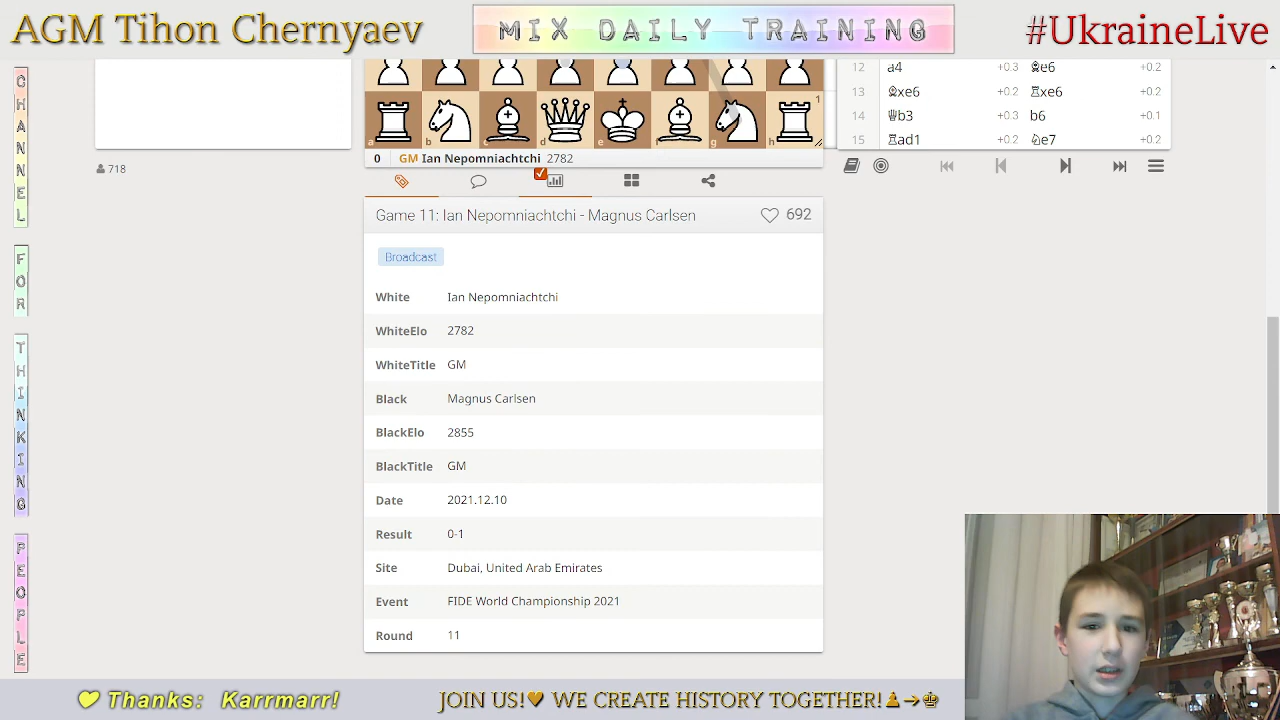 AGM Tihon Chernyaev
MIX DAILY TRAINING
#UkraineLive
CHANNEL
FOR
THINKING
PEOPLE
a b c d e f g h 1
0 GM Ian Nepomniachtchi 2782
718
12 a4 +0.3 ♝e6 +0.2
13 ♗xe6 +0.2 ♜xe6 +0.2
14 ♕b3 +0.3 b6 +0.1
15 ♖ad1 +0.2 ♞e7 +0.2
Game 11: Ian Nepomniachtchi - Magnus Carlsen 692
Broadcast
White Ian Nepomniachtchi
WhiteElo 2782
WhiteTitle GM
Black Magnus Carlsen
BlackElo 2855
BlackTitle GM
Date 2021.12.10
Result 0-1
Site Dubai, United Arab Emirates
Event FIDE World Championship 2021
Round 11
Thanks: Karrmarr!
JOIN US! WE CREATE HISTORY TOGETHER!